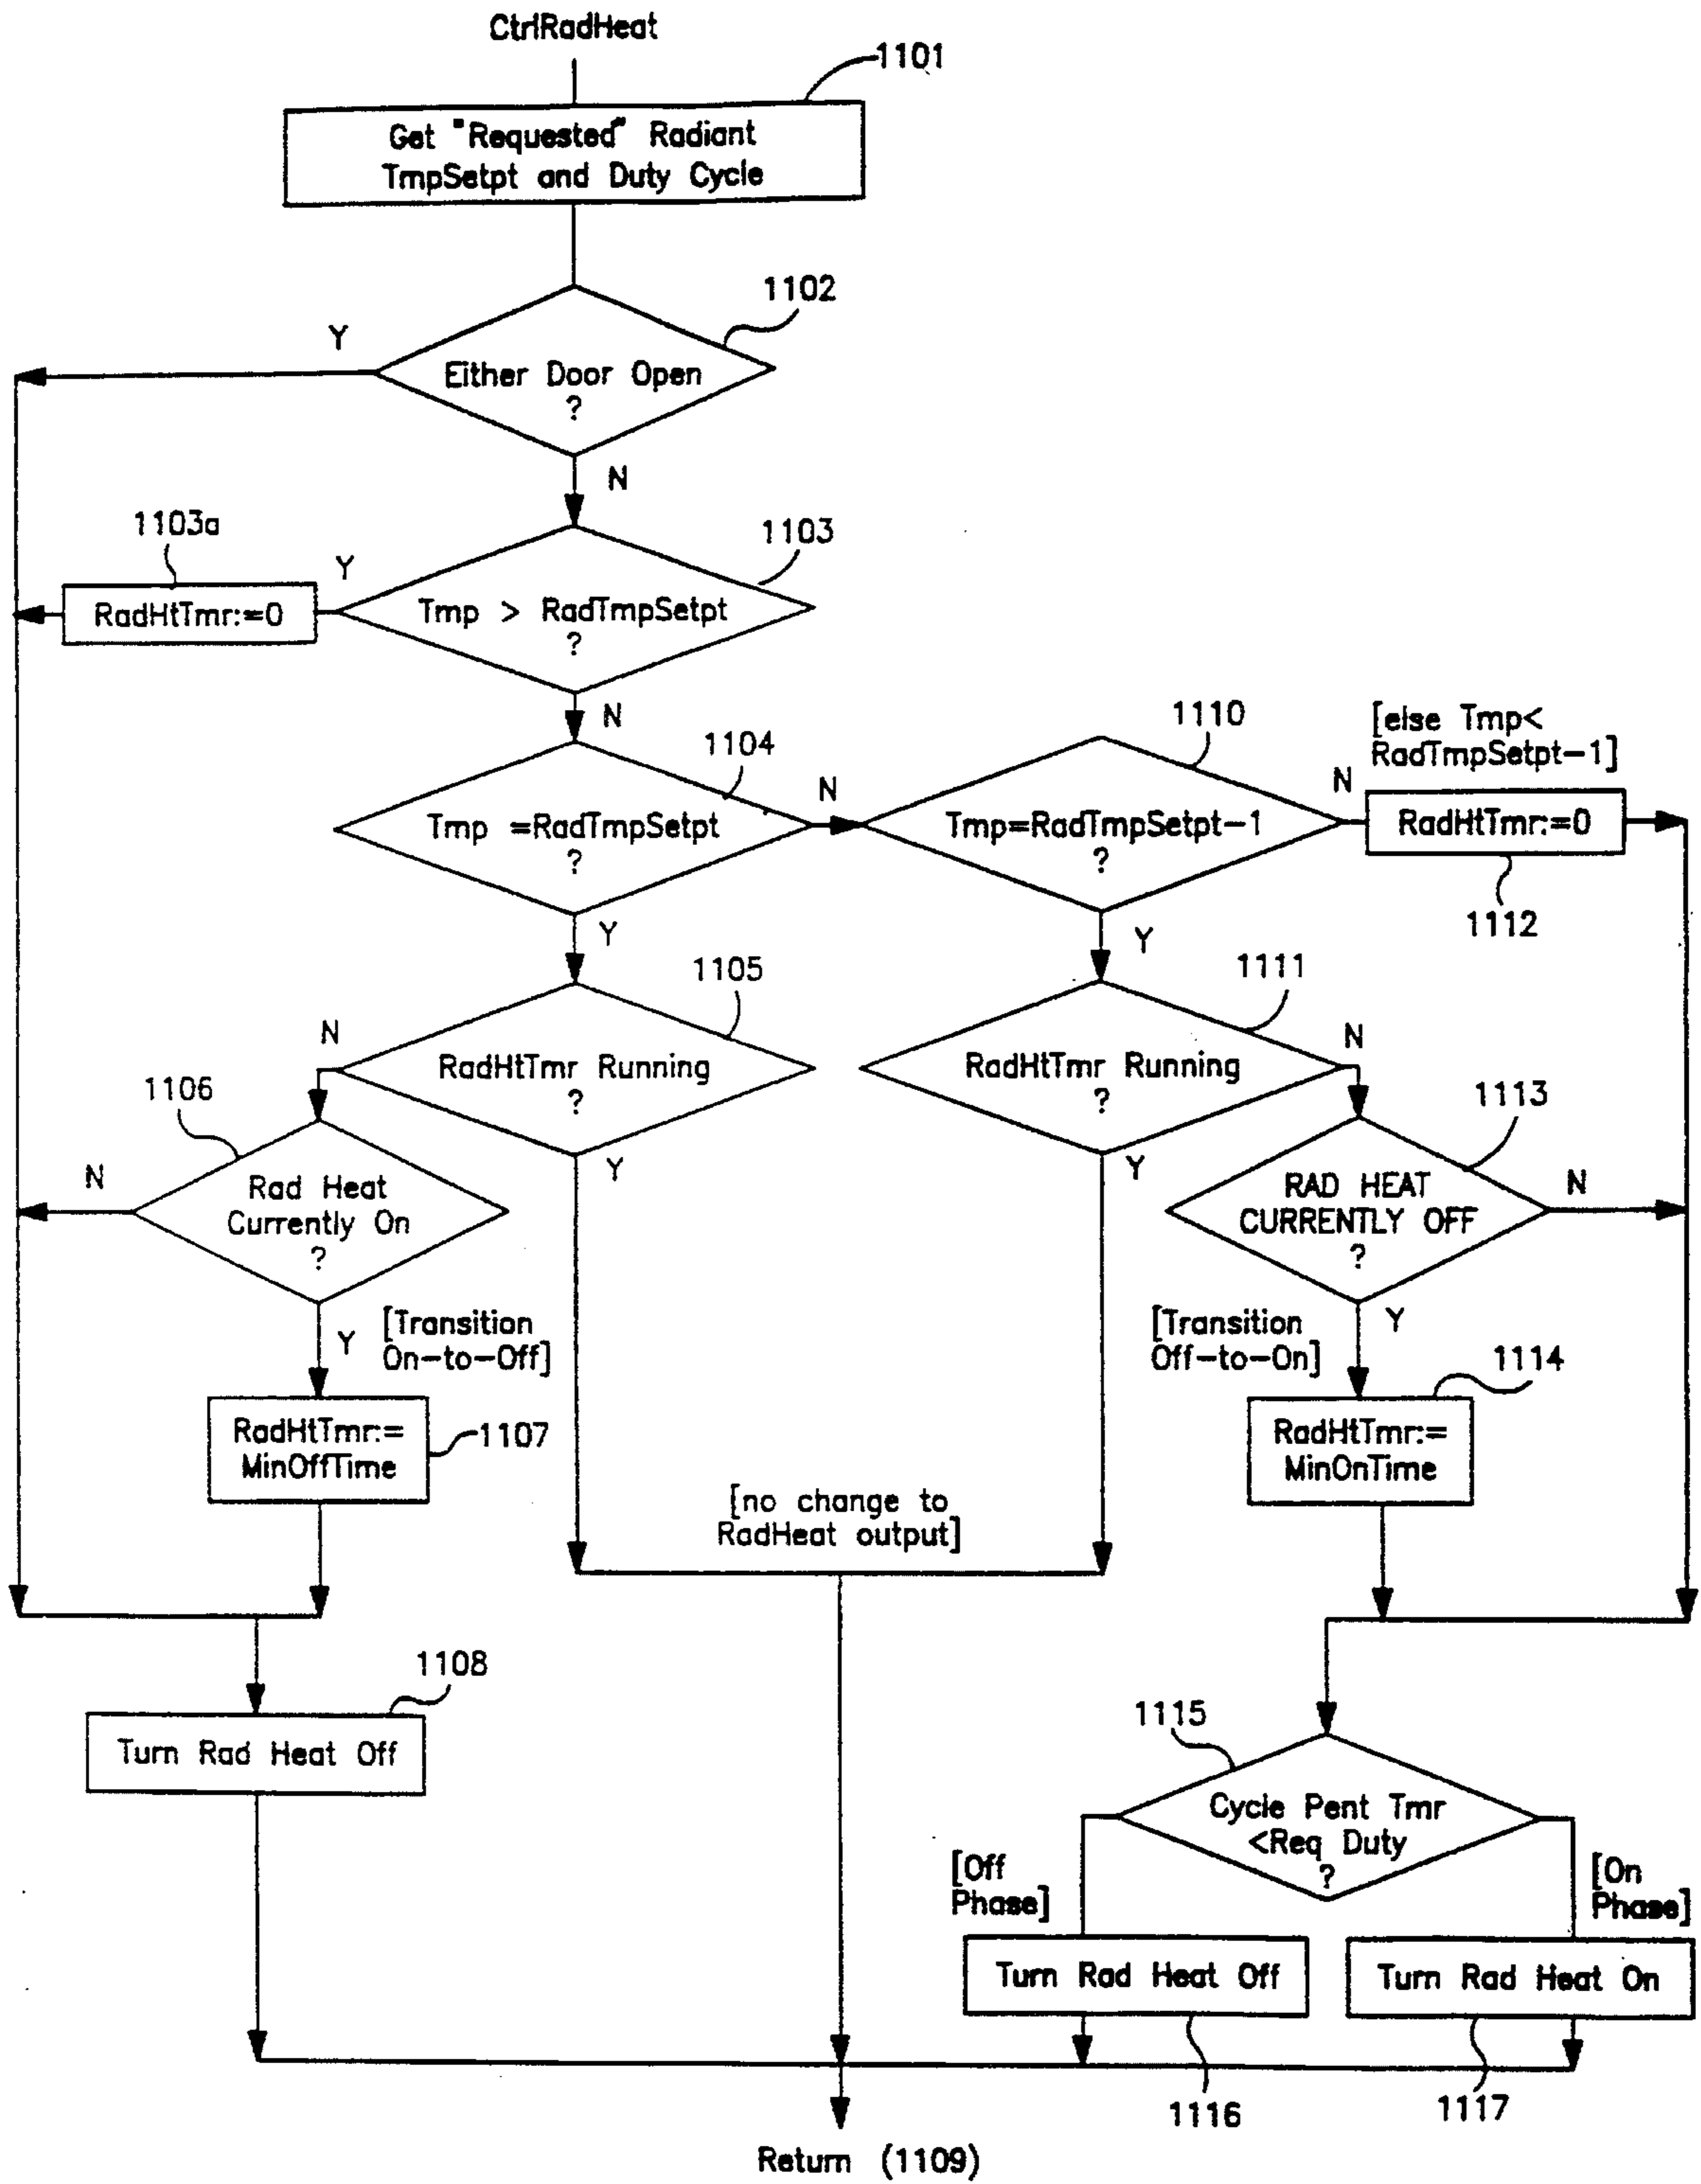 CtrlRadHeat
1101
Get "Requested" Radiant
TmpSetpt and Duty Cycle
1102
Y
Either Door Open
?
N
1103a
1103
Y
RadHtTmr:=0
Tmp > RadTmpSetpt
?
N
1104
1110
[else Tmp<
RadTmpSetpt-1]
N
N
Tmp =RadTmpSetpt
?
Tmp=RadTmpSetpt-1
?
RadHtTmr:=0
1112
Y
Y
1105
1111
N
N
RadHtTmr Running
?
RadHtTmr Running
?
1106
1113
Y
Y
N
Rad Heat
Currently On
?
RAD HEAT
CURRENTLY OFF
?
N
Y
[Transition
On-to-Off]
[Transition
Off-to-On]
Y
1114
RadHtTmr:=
MinOffTime
1107
RadHtTmr:=
MinOnTime
[no change to
RadHeat output]
1108
Turn Rad Heat Off
1115
Cycle Pent Tmr
<Req Duty
?
[Off
Phase]
[On
Phase]
Turn Rad Heat Off
Turn Rad Heat On
1116
1117
Return (1109)